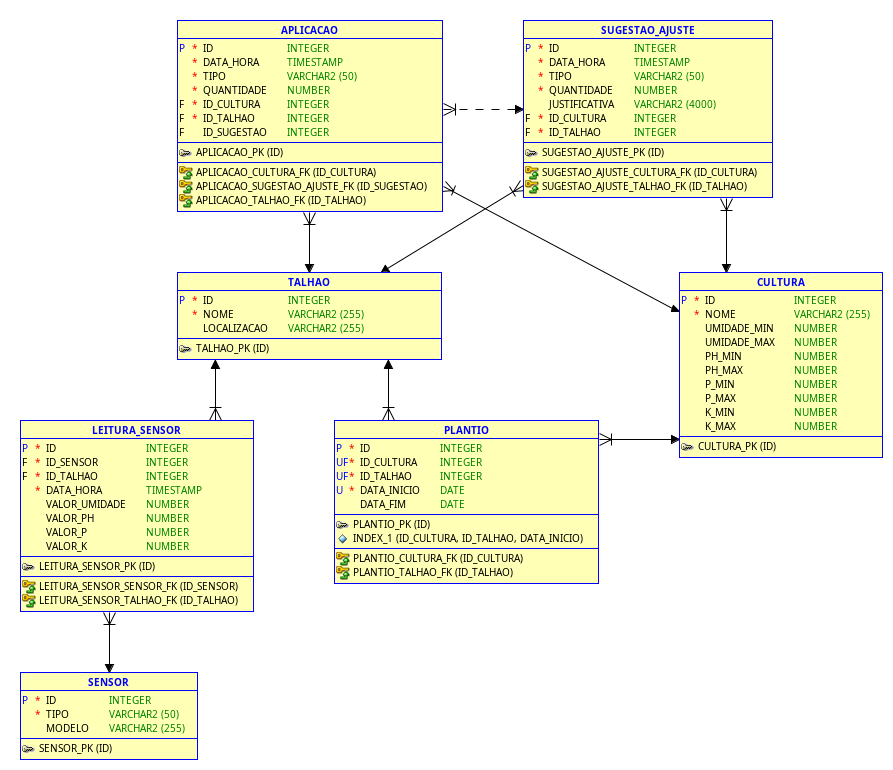 APLICACAO
P * ID INTEGER
* DATA_HORA TIMESTAMP
* TIPO VARCHAR2 (50)
* QUANTIDADE NUMBER
F * ID_CULTURA INTEGER
F * ID_TALHAO INTEGER
F ID_SUGESTAO INTEGER
APLICACAO_PK (ID)
APLICACAO_CULTURA_FK (ID_CULTURA)
APLICACAO_SUGESTAO_AJUSTE_FK (ID_SUGESTAO)
APLICACAO_TALHAO_FK (ID_TALHAO)
SUGESTAO_AJUSTE
P * ID INTEGER
* DATA_HORA TIMESTAMP
* TIPO VARCHAR2 (50)
* QUANTIDADE NUMBER
JUSTIFICATIVA VARCHAR2 (4000)
F * ID_CULTURA INTEGER
F * ID_TALHAO INTEGER
SUGESTAO_AJUSTE_PK (ID)
SUGESTAO_AJUSTE_CULTURA_FK (ID_CULTURA)
SUGESTAO_AJUSTE_TALHAO_FK (ID_TALHAO)
TALHAO
P * ID INTEGER
* NOME VARCHAR2 (255)
LOCALIZACAO VARCHAR2 (255)
TALHAO_PK (ID)
CULTURA
P * ID INTEGER
* NOME VARCHAR2 (255)
UMIDADE_MIN NUMBER
UMIDADE_MAX NUMBER
PH_MIN NUMBER
PH_MAX NUMBER
P_MIN NUMBER
P_MAX NUMBER
K_MIN NUMBER
K_MAX NUMBER
CULTURA_PK (ID)
LEITURA_SENSOR
P * ID INTEGER
F * ID_SENSOR INTEGER
F * ID_TALHAO INTEGER
* DATA_HORA TIMESTAMP
VALOR_UMIDADE NUMBER
VALOR_PH NUMBER
VALOR_P NUMBER
VALOR_K NUMBER
LEITURA_SENSOR_PK (ID)
LEITURA_SENSOR_SENSOR_FK (ID_SENSOR)
LEITURA_SENSOR_TALHAO_FK (ID_TALHAO)
PLANTIO
P * ID INTEGER
UF* ID_CULTURA INTEGER
UF* ID_TALHAO INTEGER
U * DATA_INICIO DATE
DATA_FIM DATE
PLANTIO_PK (ID)
INDEX_1 (ID_CULTURA, ID_TALHAO, DATA_INICIO)
PLANTIO_CULTURA_FK (ID_CULTURA)
PLANTIO_TALHAO_FK (ID_TALHAO)
SENSOR
P * ID INTEGER
* TIPO VARCHAR2 (50)
MODELO VARCHAR2 (255)
SENSOR_PK (ID)